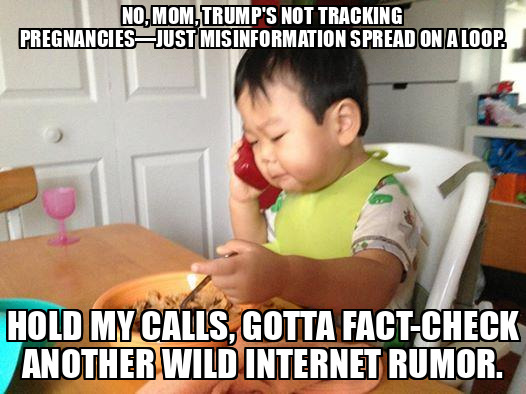 NO, MOM, TRUMP'S NOT TRACKING
PREGNANCIES—JUST MISINFORMATION SPREAD ON A LOOP.
HOLD MY CALLS, GOTTA FACT-CHECK
ANOTHER WILD INTERNET RUMOR.